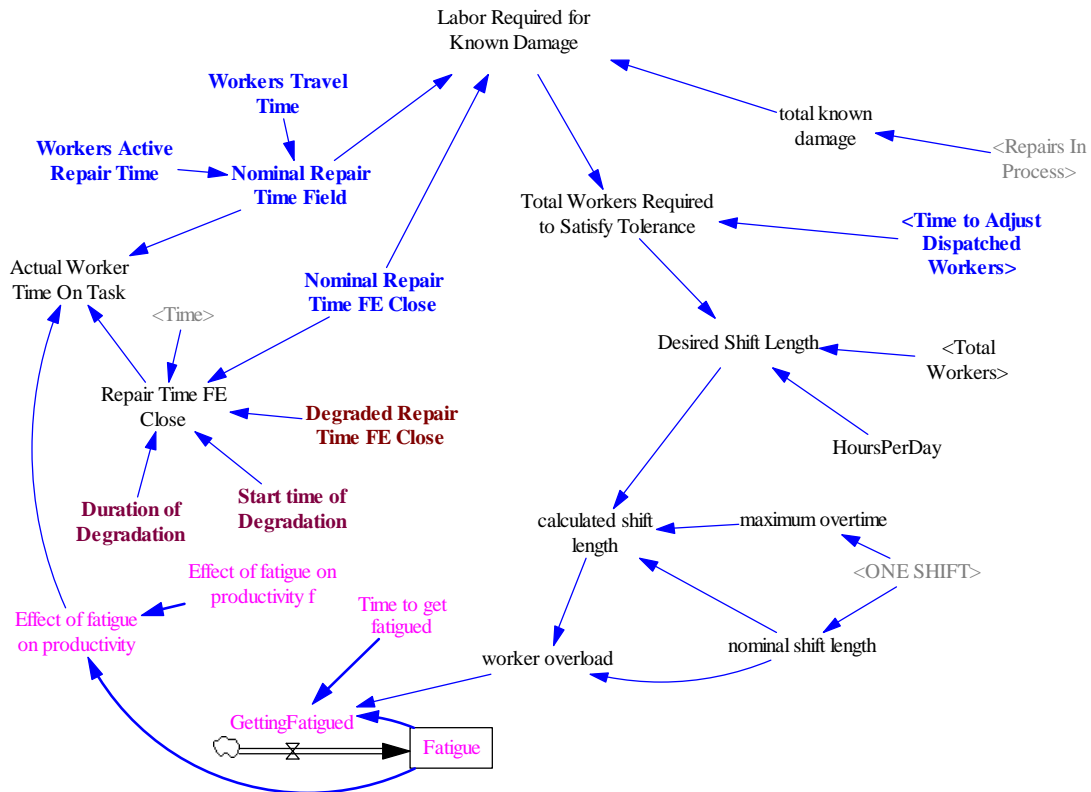 Labor Required for
Known Damage
Workers Travel
Time
total known
damage
<Repairs In
Process>
Workers Active
Repair Time
Nominal Repair
Time Field
Total Workers Required
to Satisfy Tolerance
<Time to Adjust
Dispatched
Workers>
Actual Worker
Time On Task
Nominal Repair
Time FE Close
<Time>
Desired Shift Length
<Total
Workers>
Repair Time FE
Close
Degraded Repair
Time FE Close
HoursPerDay
Duration of
Degradation
Start time of
Degradation
calculated shift
length
maximum overtime
<ONE SHIFT>
Effect of fatigue on
productivity f
Effect of fatigue
on productivity
Time to get
fatigued
nominal shift length
worker overload
GettingFatigued
Fatigue